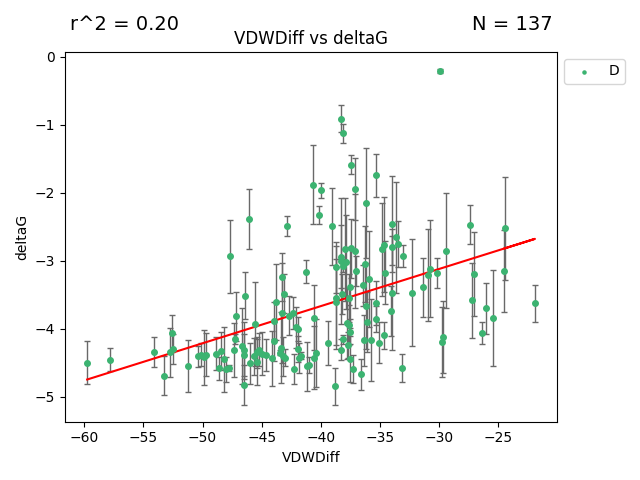 r^2 = 0.20
N = 137
VDWDiff vs deltaG
D
deltaG
0
−1
−2
−3
−4
−5
−60 −55 −50 −45 −40 −35 −30 −25
VDWDiff